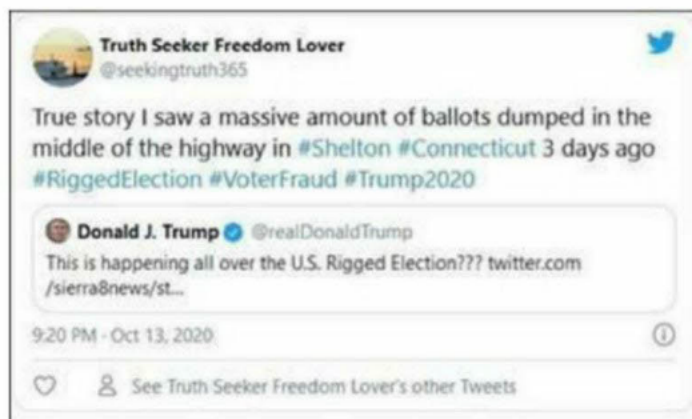 Truth Seeker Freedom Lover
@seekingtruth365
True story I saw a massive amount of ballots dumped in the
middle of the highway in #Shelton #Connecticut 3 days ago
#RiggedElection #VoterFraud #Trump2020
Donald J. Trump @realDonaldTrump
This is happening all over the U.S. Rigged Election??? twitter.com
/sierra8news/st...
9:20 PM · Oct 13, 2020
See Truth Seeker Freedom Lover's other Tweets